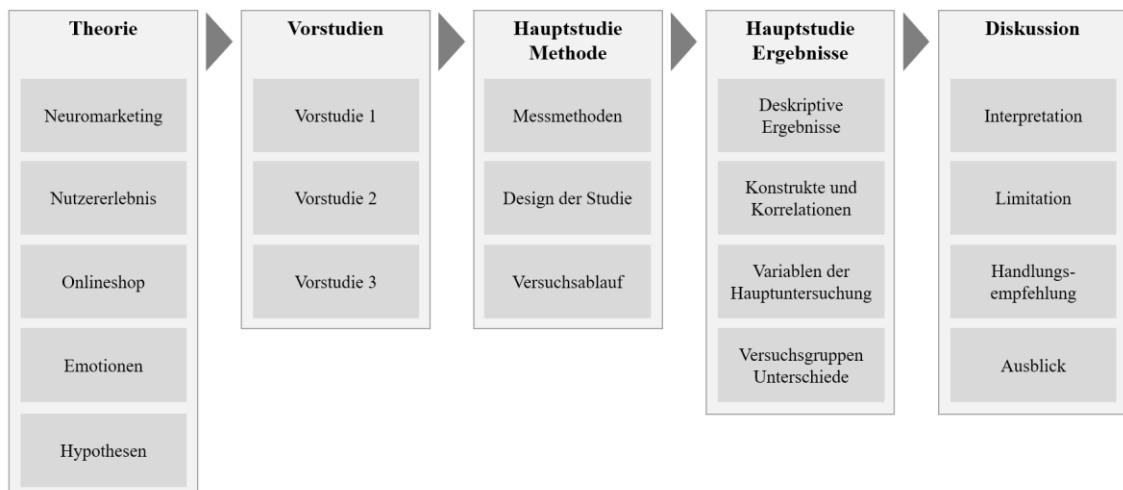 Theorie
Neuromarketing
Nutzererlebnis
Onlineshop
Emotionen
Hypothesen
Vorstudien
Vorstudie 1
Vorstudie 2
Vorstudie 3
Hauptstudie
Methode
Messmethoden
Design der Studie
Versuchsablauf
Hauptstudie
Ergebnisse
Deskriptive
Ergebnisse
Konstrukte und
Korrelationen
Variablen der
Hauptuntersuchung
Versuchsgruppen
Unterschiede
Diskussion
Interpretation
Limitation
Handlungs-
empfehlung
Ausblick